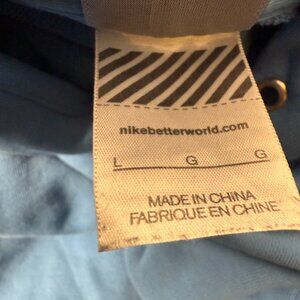 nikebetterworld.com
L G G
MADE IN CHINA
FABRIQUE EN CHINE